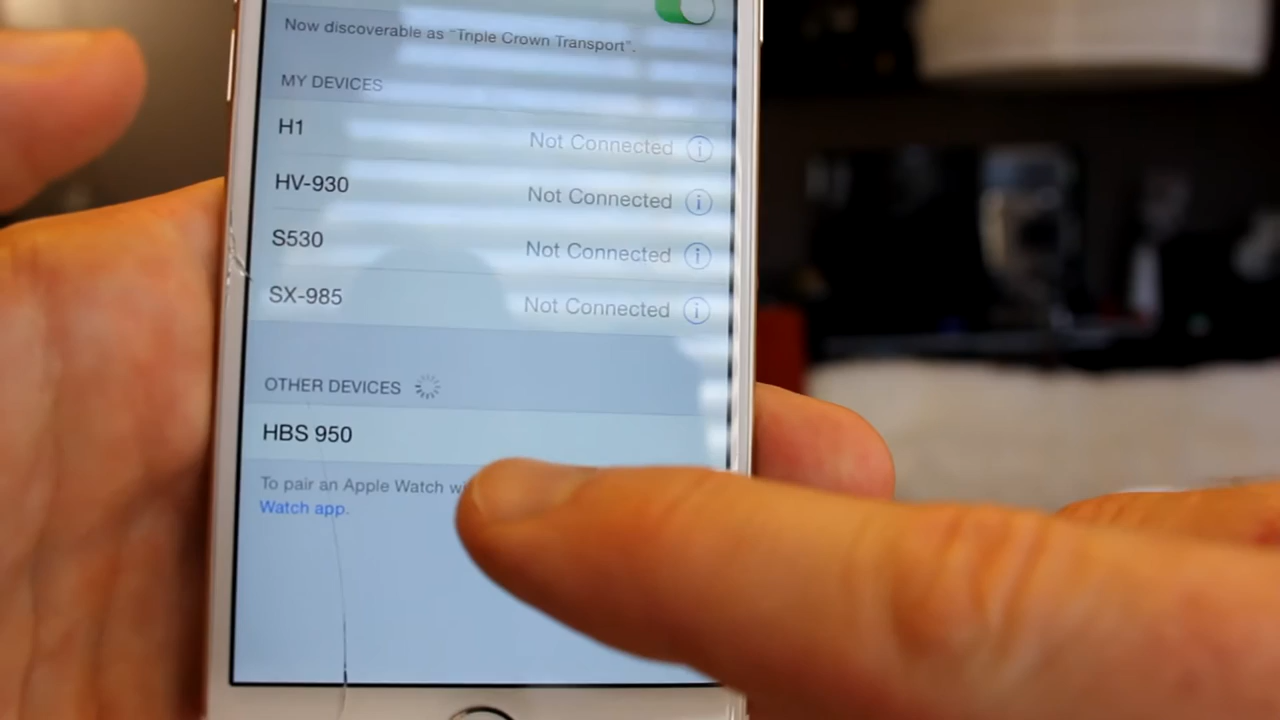 Now discoverable as "Triple Crown Transport".
MY DEVICES
H1 Not Connected
HV-930 Not Connected
S530 Not Connected
SX-985 Not Connected
OTHER DEVICES
HBS 950
To pair an Apple Watch
Watch app.